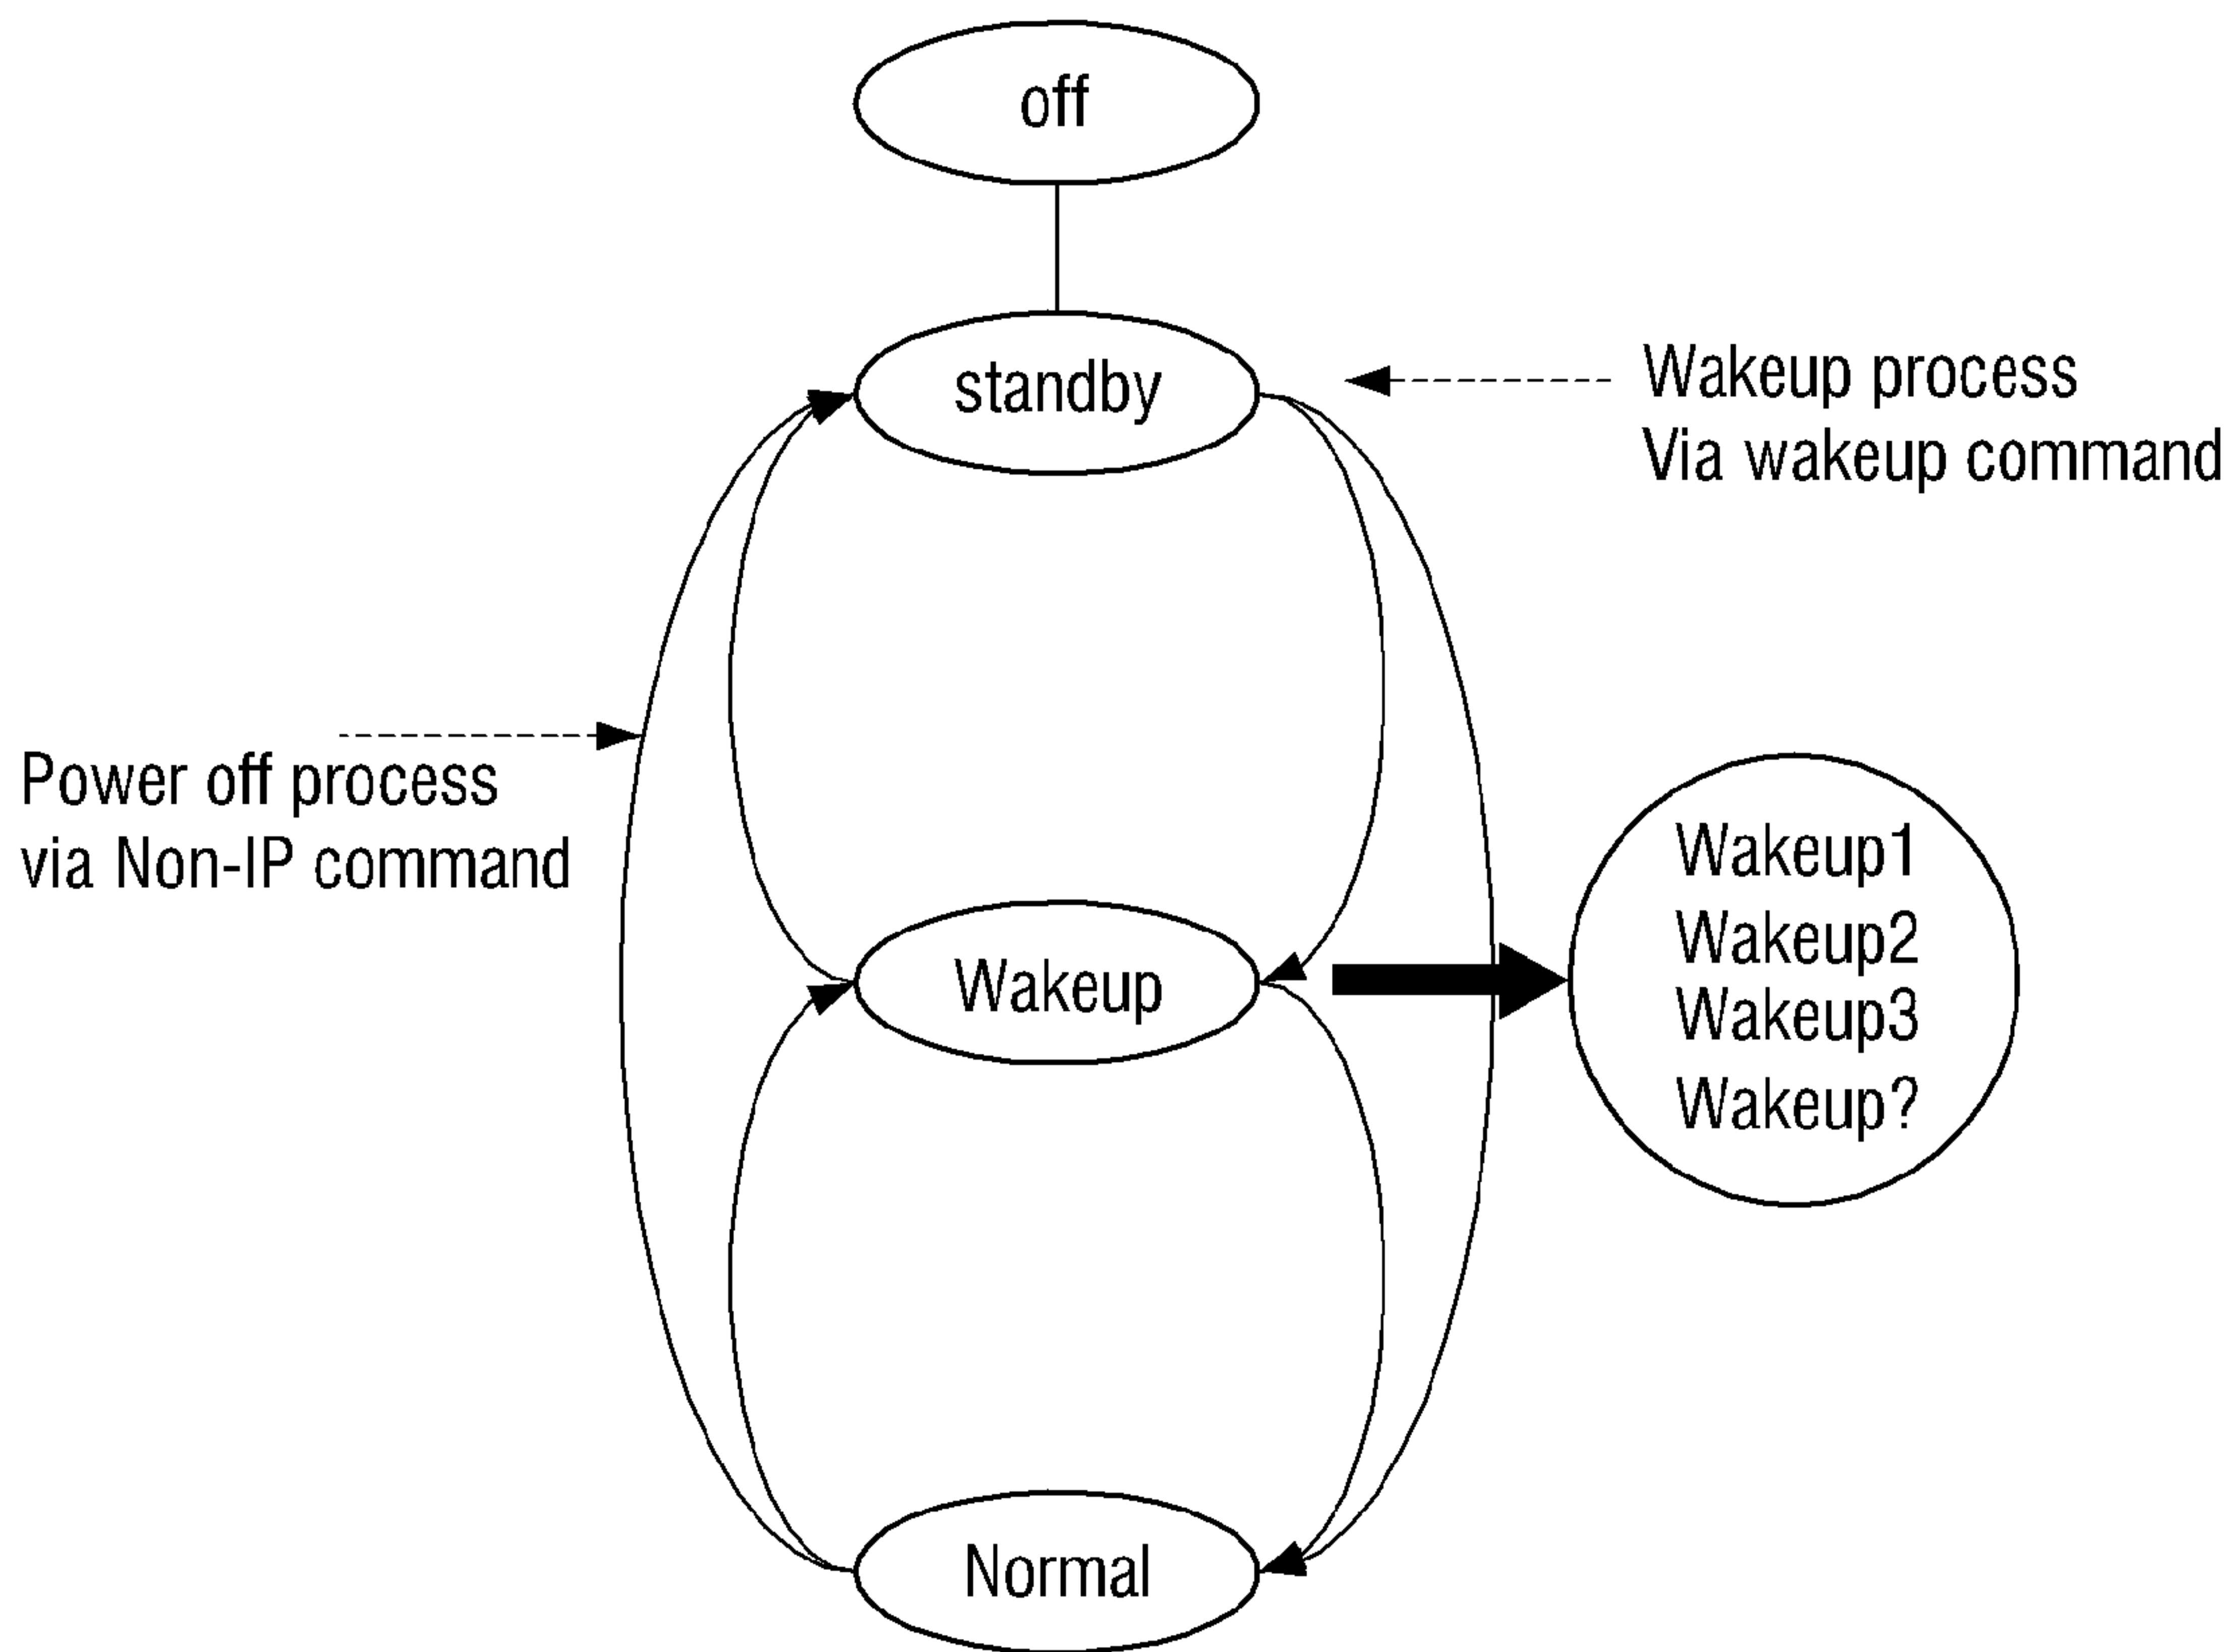 off
standby
Wakeup process
Via wakeup command
Power off process
via Non-IP command
Wakeup
Wakeup1
Wakeup2
Wakeup3
Wakeup?
Normal